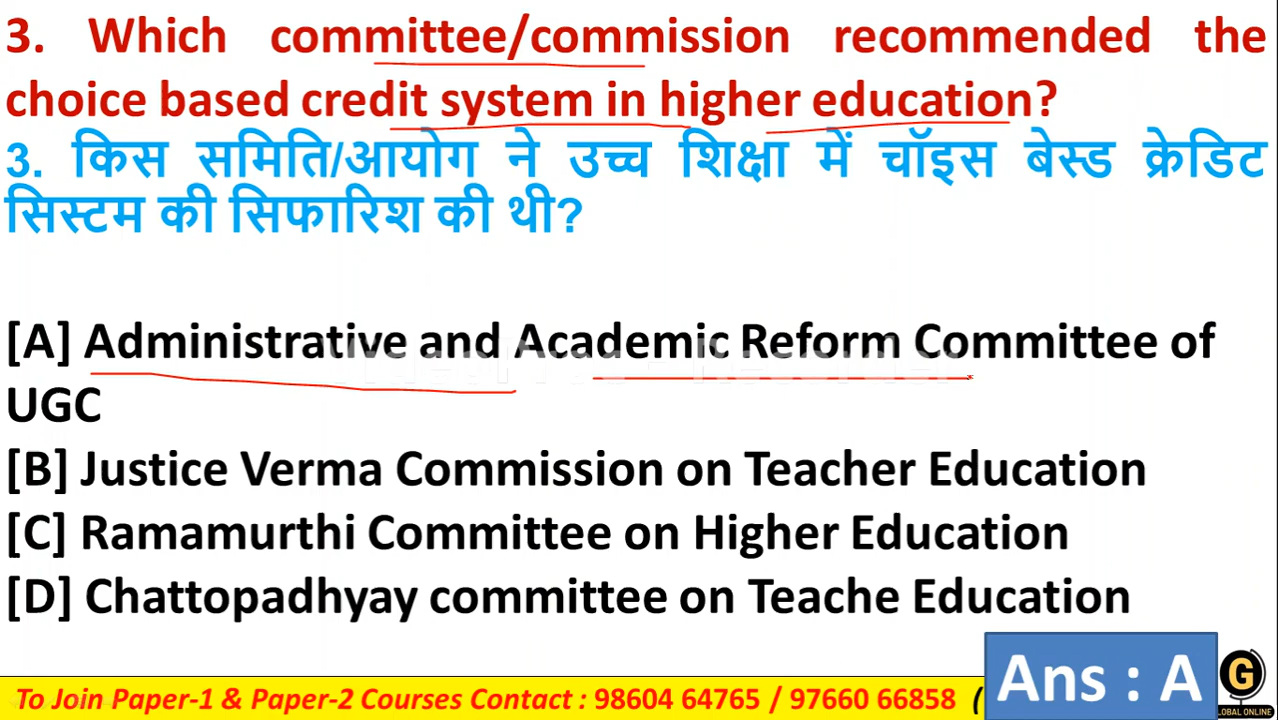 3. Which committee/commission recommended the
choice based credit system in higher education?
3. किस समिति/आयोग ने उच्च शिक्षा में चॉइस बेस्ड क्रेडिट
सिस्टम की सिफारिश की थी?
[A] Administrative and Academic Reform Committee of
UGC
[B] Justice Verma Commission on Teacher Education
[C] Ramamurthi Committee on Higher Education
[D] Chattopadhyay committee on Teache Education
Ans : A
To Join Paper-1 & Paper-2 Courses Contact : 98604 64765 / 97660 66858 (
G
GLOBAL ONLINE